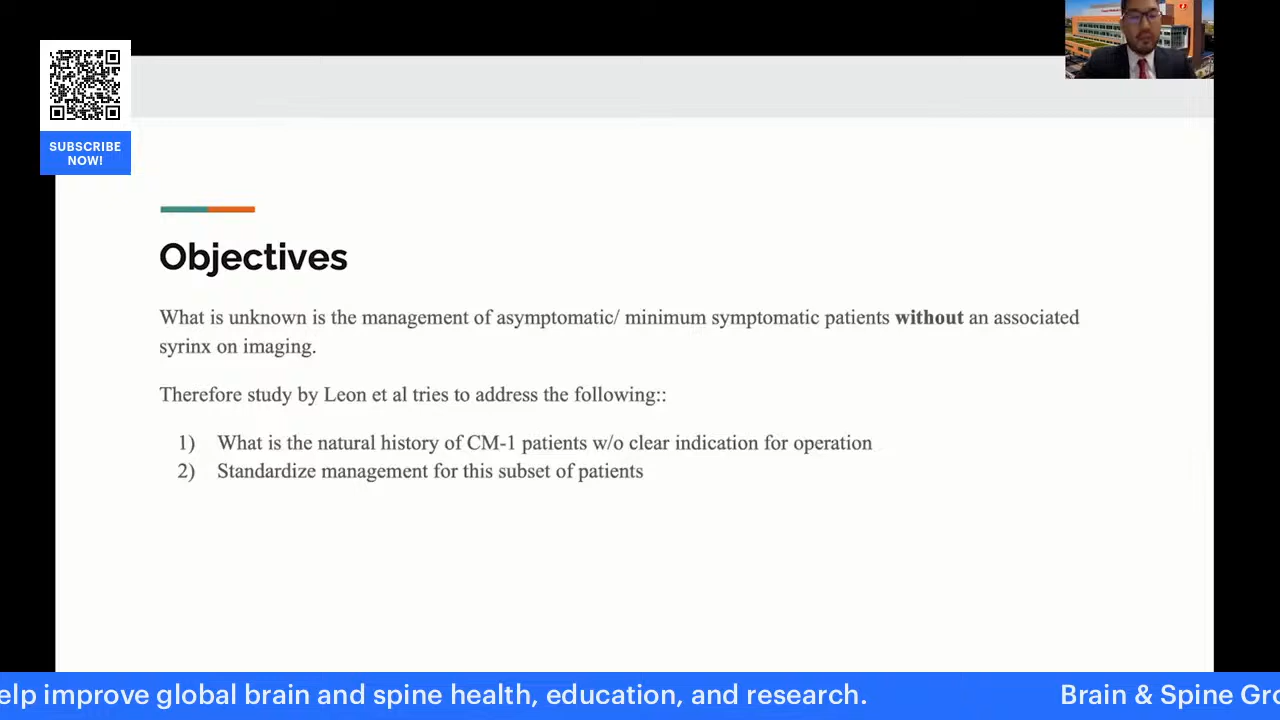 SUBSCRIBE
NOW!
Objectives
What is unknown is the management of asymptomatic/ minimum symptomatic patients without an associated
syrinx on imaging.
Therefore study by Leon et al tries to address the following::
1) What is the natural history of CM-1 patients w/o clear indication for operation
2) Standardize management for this subset of patients
elp improve global brain and spine health, education, and research. Brain & Spine Gro